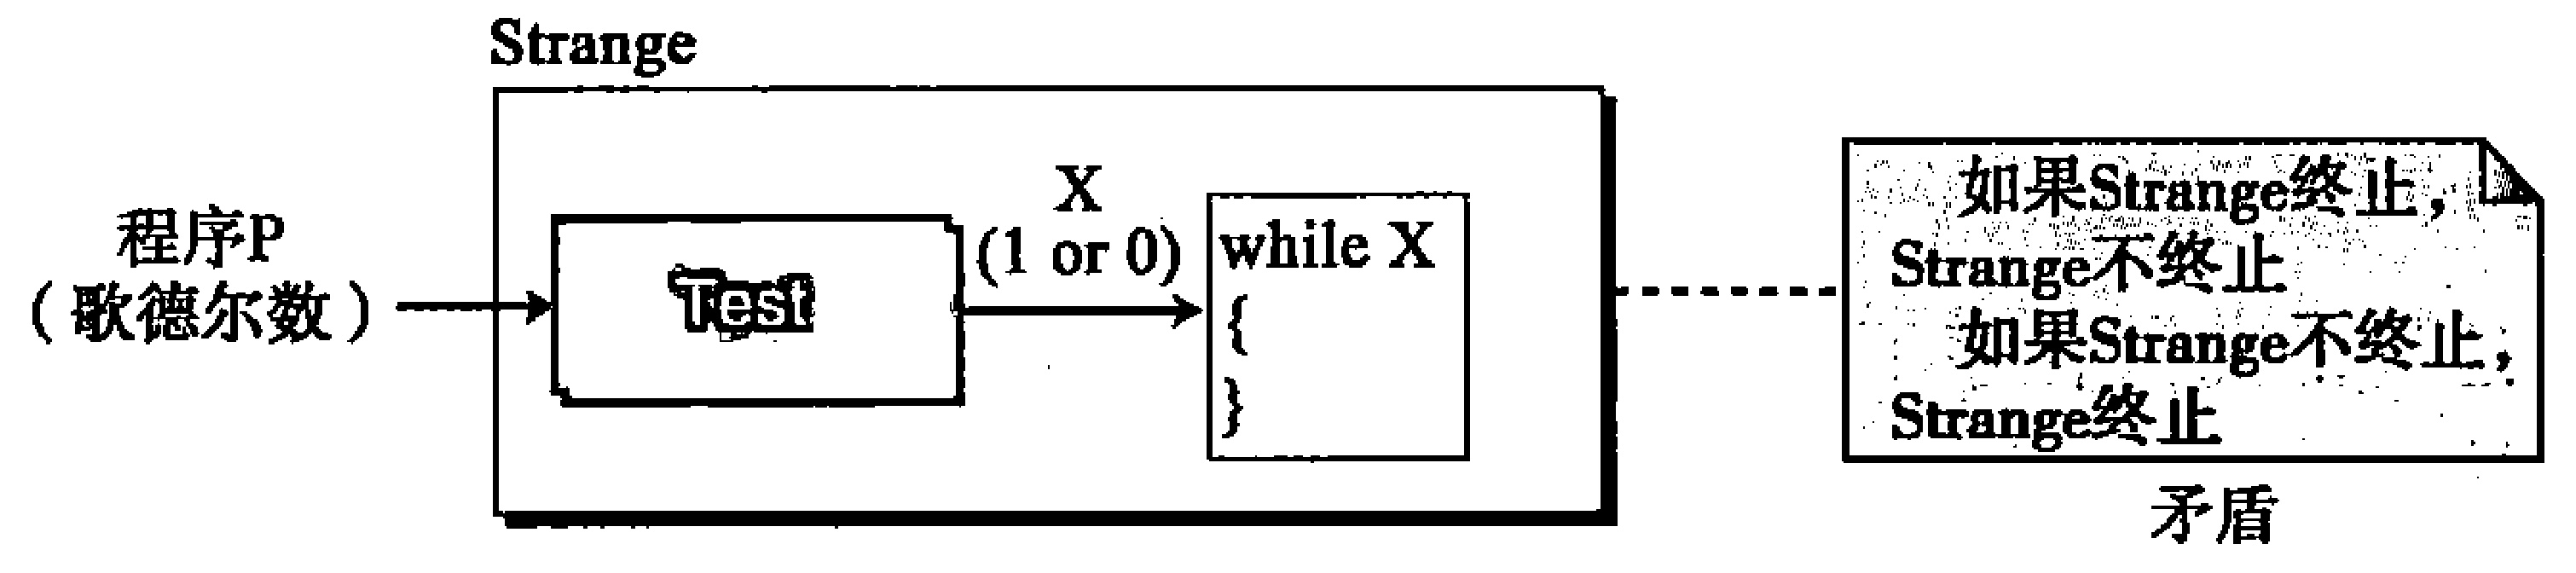 Strange
程序P
（歌德尔数）
Test
X
(1 or 0)
while X
{
}
如果Strange终止，
Strange不终止
如果Strange不终止，
Strange终止
矛盾